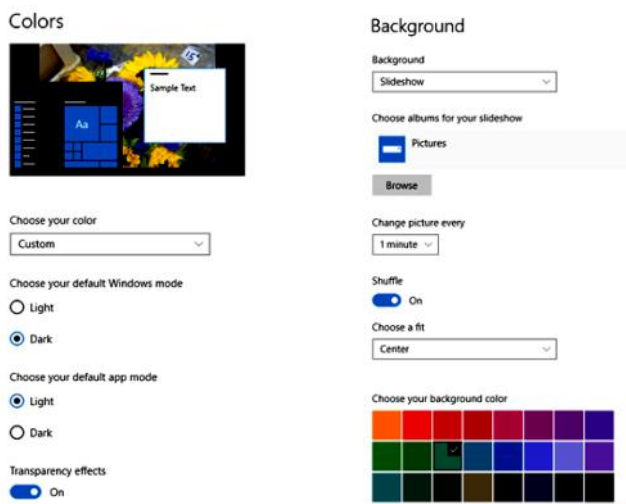 Colors
15¢
Sample Text
Aa
Choose your color
Custom
Choose your default Windows mode
Light
Dark
Choose your default app mode
Light
Dark
Transparency effects
On
Background
Background
Slideshow
Choose albums for your slideshow
Pictures
Browse
Change picture every
1 minute
Shuffle
On
Choose a fit
Center
Choose your background color